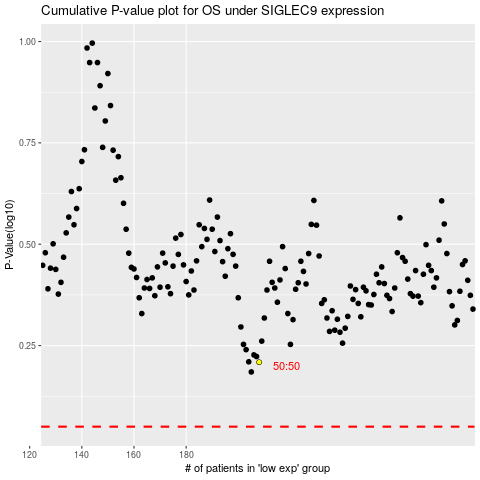 Cumulative P-value plot for OS under SIGLEC9 expression
P-Value(log10)
1.00
0.75
0.50
0.25
50:50
120 140 160 180
# of patients in 'low exp' group